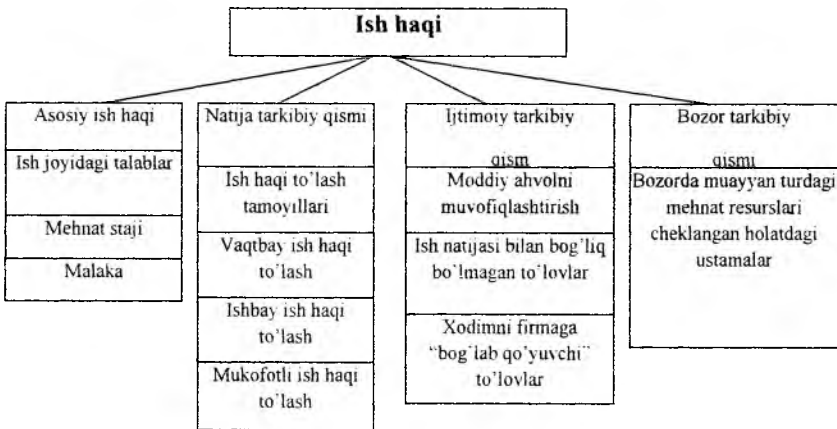 Ish haqi
Asosiy ish haqi
Ish joyidagi talablar
Mehnat staji
Malaka
Natija tarkibiy qismi
Ish haqi to'lash
tamoyillari
Vaqtbay ish haqi
to'lash
Ishbay ish haqi
to'lash
Mukofotli ish haqi
to'lash
Ijtimoiy tarkibiy
qism
Moddiy ahvolni
muvofiqlashtirish
Ish natijasi bilan bog'liq
bo'lmagan to'lovlar
Xodimni firmaga
“bog'lab qo'yuvchi”
to'lovlar
Bozor tarkibiy
qismi
Bozorda muayyan turdagi
mehnat resurslari
cheklangan holatdagi
ustamalar